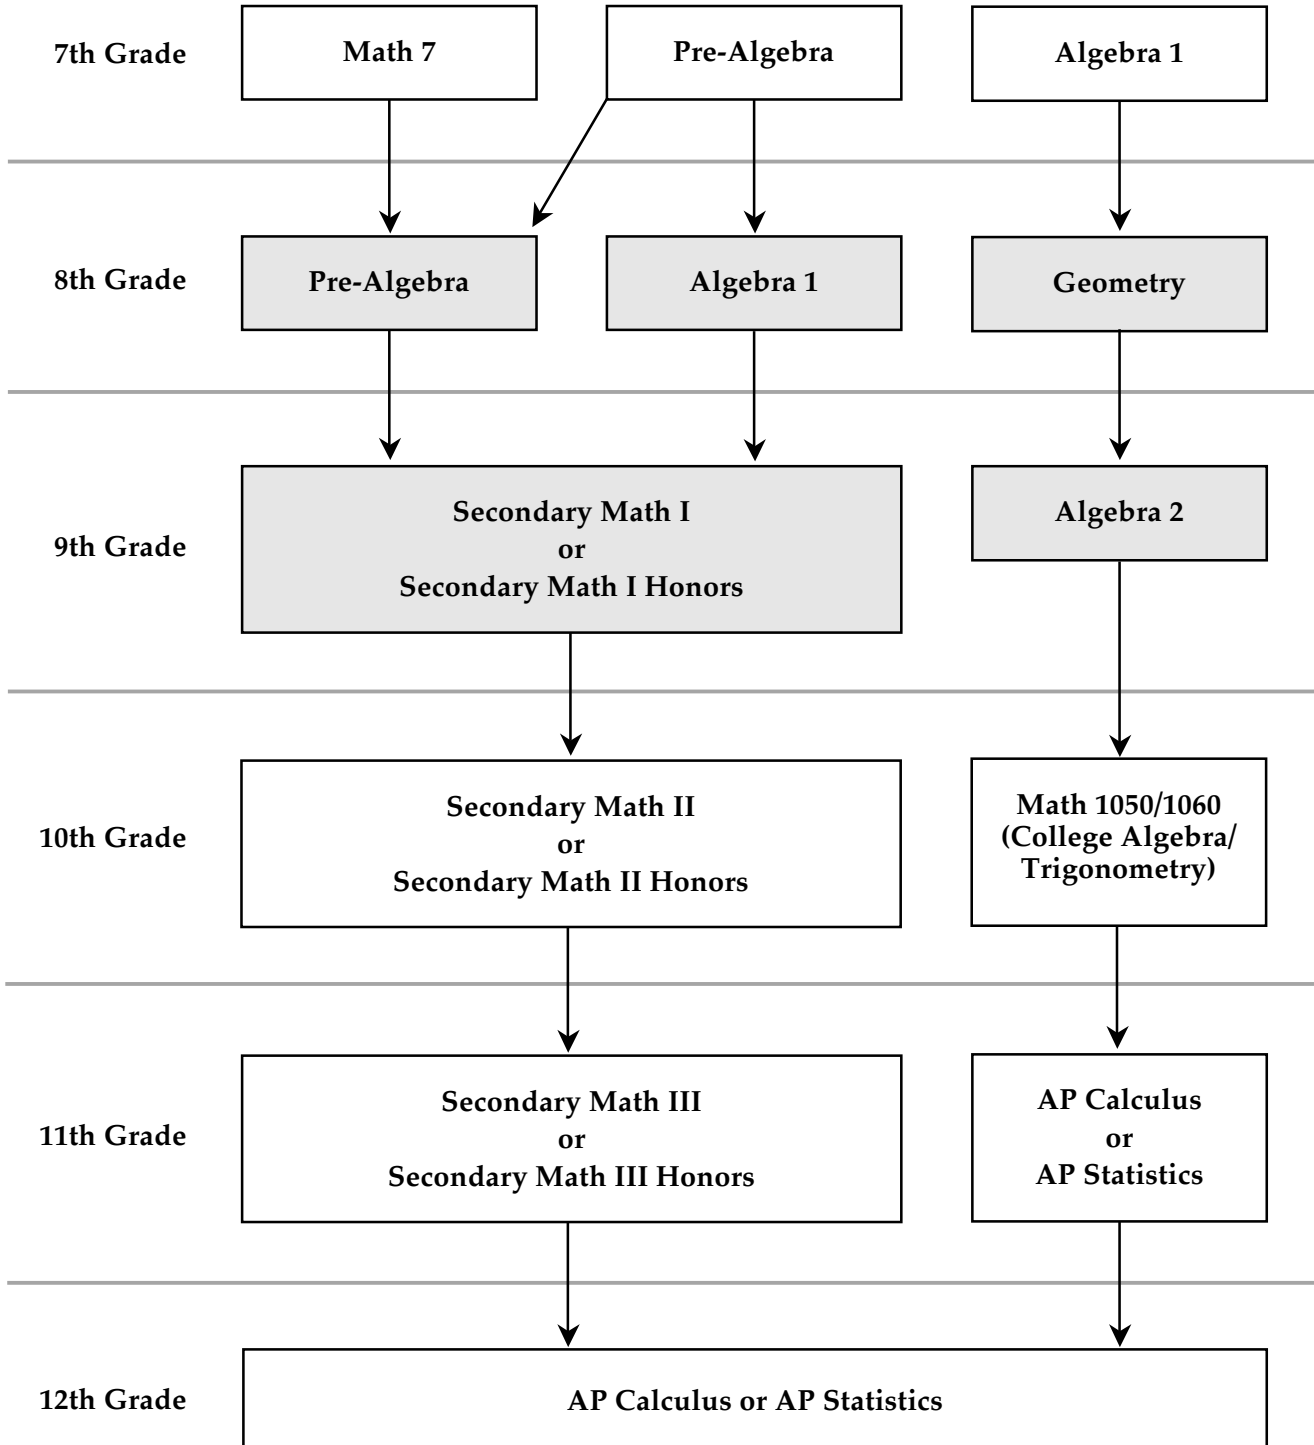 7th Grade
Math 7
Pre-Algebra
Algebra 1
8th Grade
Pre-Algebra
Algebra 1
Geometry
9th Grade
Secondary Math I
or
Secondary Math I Honors
Algebra 2
10th Grade
Secondary Math II
or
Secondary Math II Honors
Math 1050/1060
(College Algebra/
Trigonometry)
11th Grade
Secondary Math III
or
Secondary Math III Honors
AP Calculus
or
AP Statistics
12th Grade
AP Calculus or AP Statistics